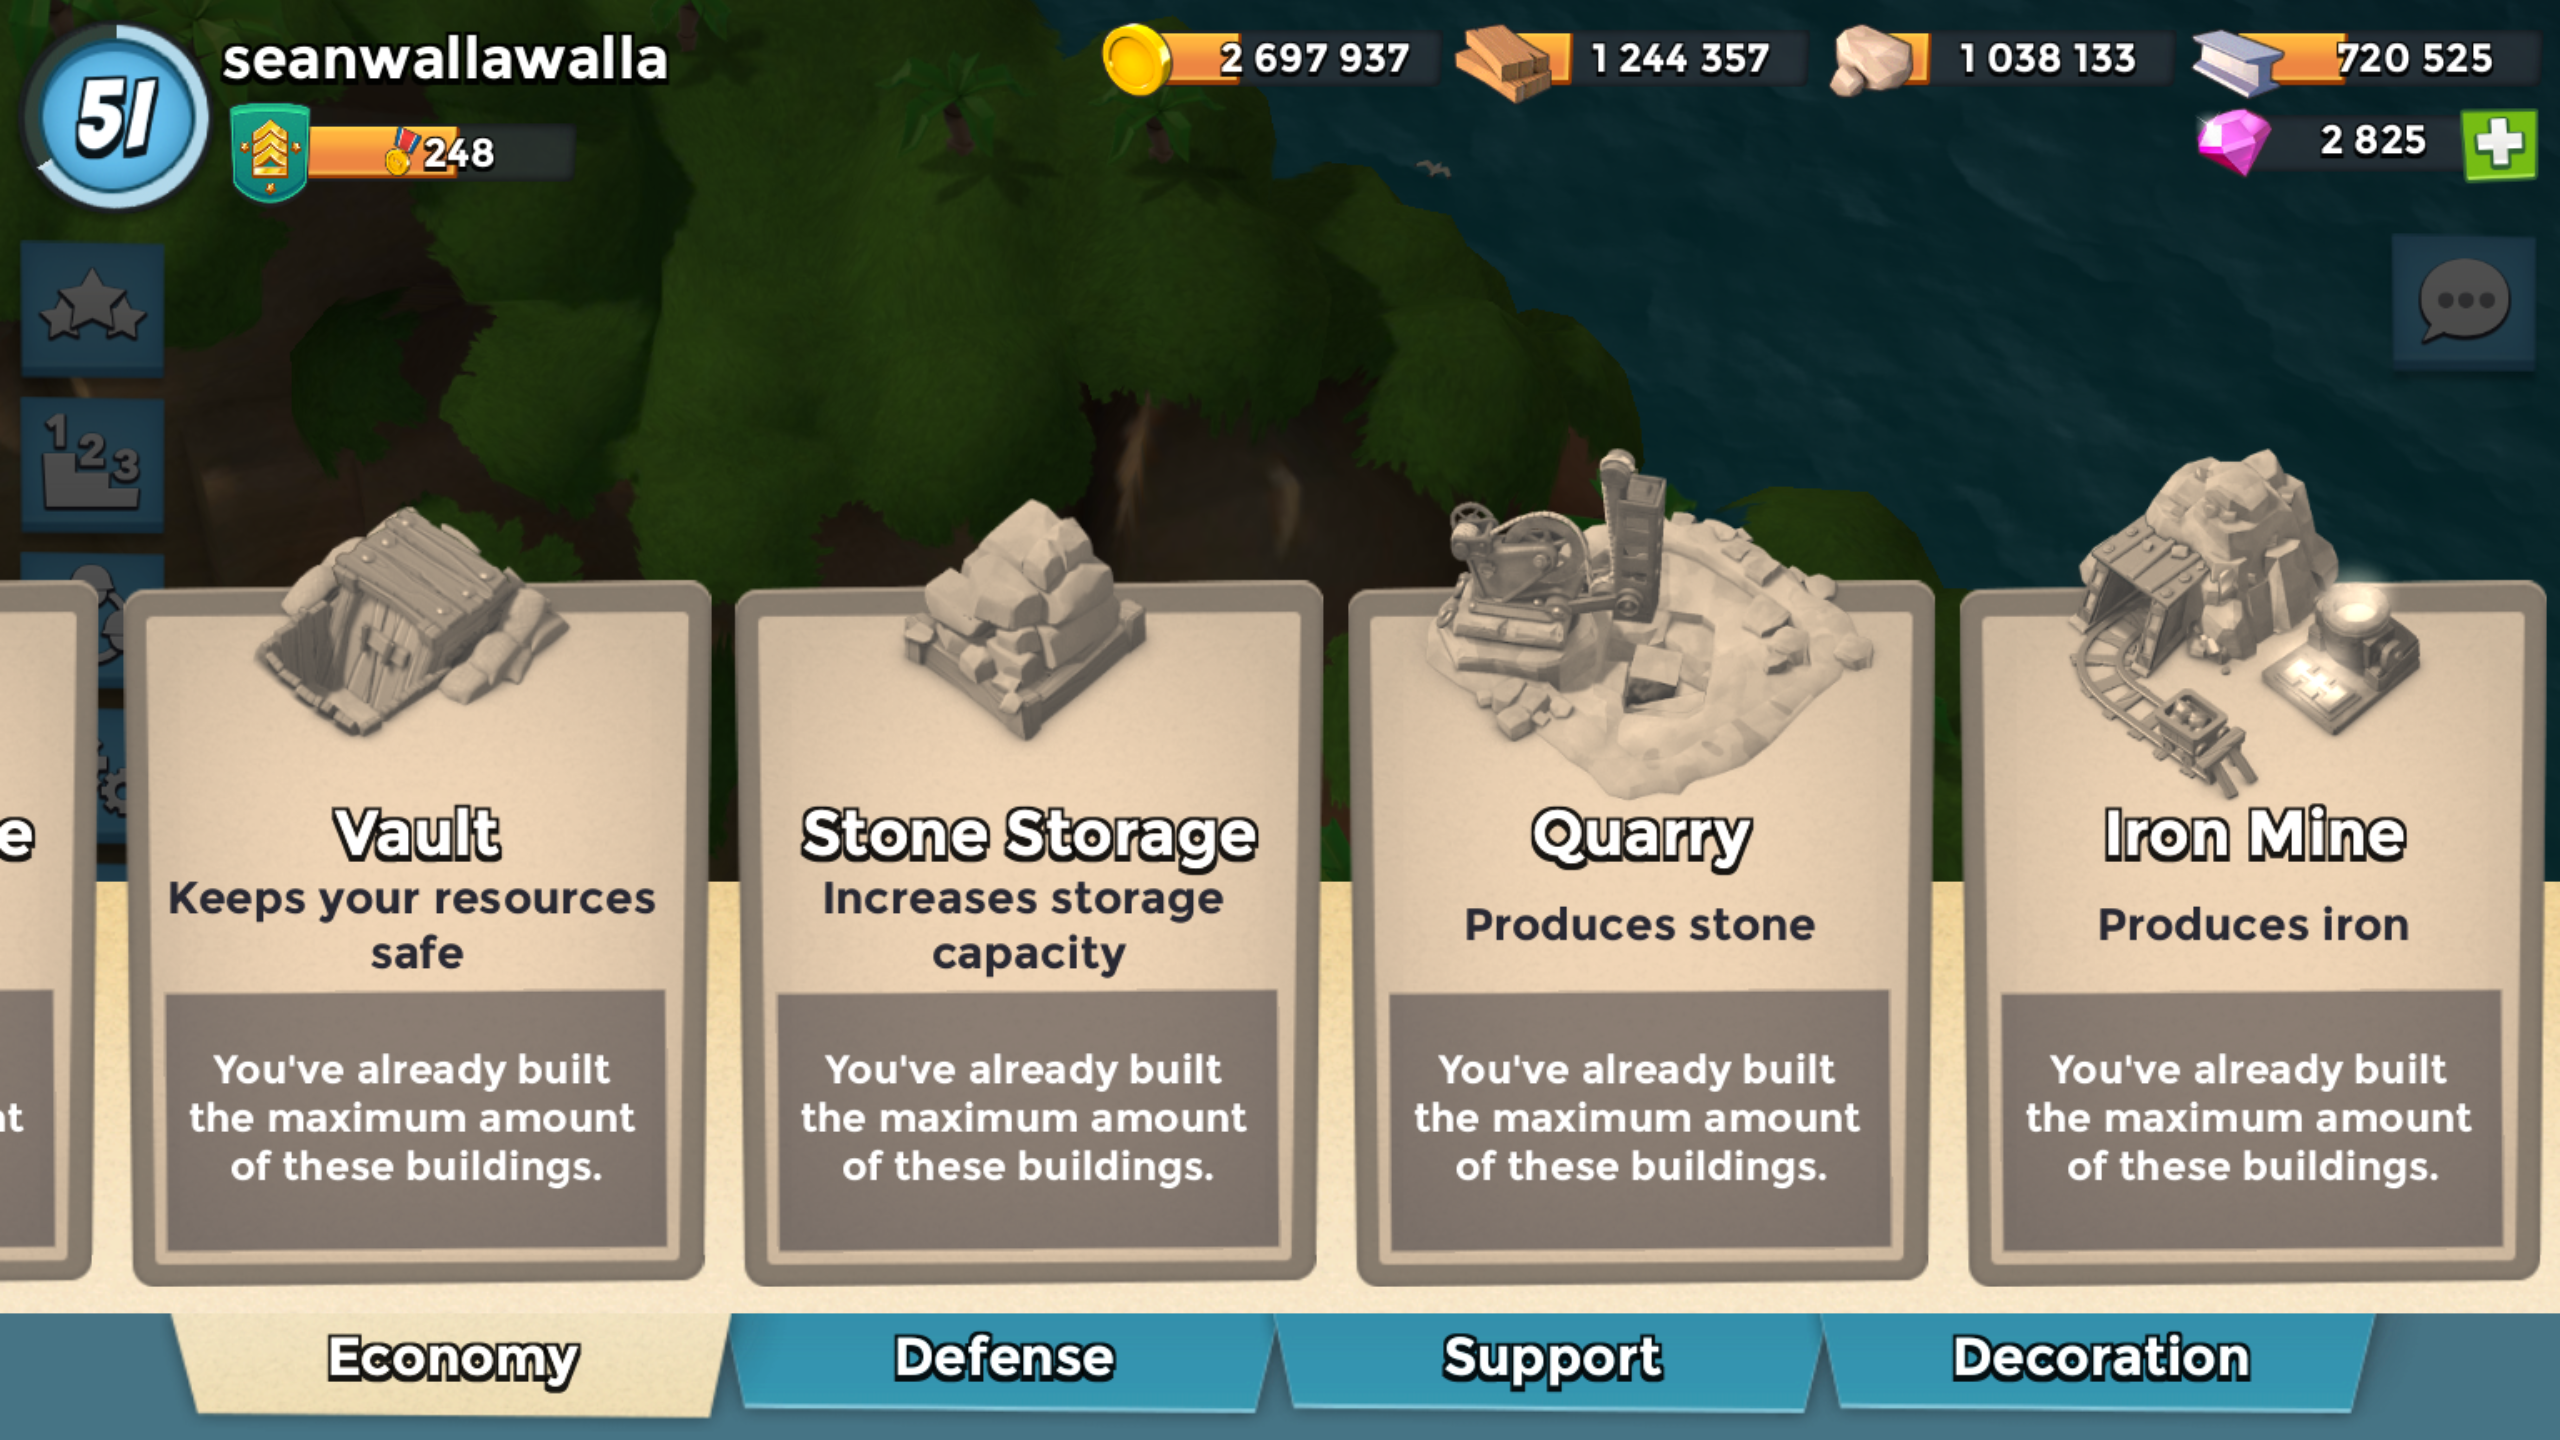 51
seanwallawalla
248
2 697 937
1 244 357
1 038 133
720 525
2 825
1 2 3
e
nt
Vault
Keeps your resources
safe
You've already built
the maximum amount
of these buildings.
Stone Storage
Increases storage
capacity
You've already built
the maximum amount
of these buildings.
Quarry
Produces stone
You've already built
the maximum amount
of these buildings.
Iron Mine
Produces iron
You've already built
the maximum amount
of these buildings.
Economy
Defense
Support
Decoration